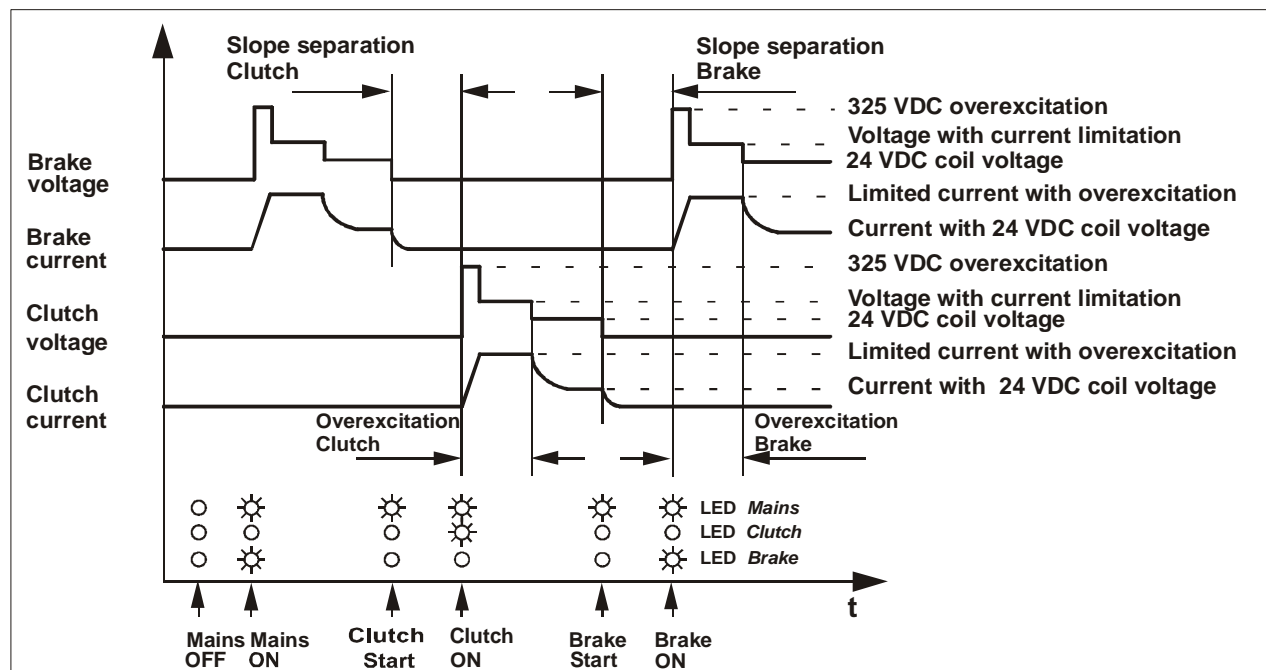 Slope separation
Clutch
Slope separation
Brake
325 VDC overexcitation
Voltage with current limitation
24 VDC coil voltage
Brake
voltage
Limited current with overexcitation
Brake
current
Current with 24 VDC coil voltage
325 VDC overexcitation
Voltage with current limitation
24 VDC coil voltage
Clutch
voltage
Limited current with overexcitation
Clutch
current
Current with 24 VDC coil voltage
Overexcitation
Clutch
Overexcitation
Brake
LED Mains
LED Clutch
LED Brake
t
Mains
OFF
Mains
ON
Clutch
Start
Clutch
ON
Brake
Start
Brake
ON